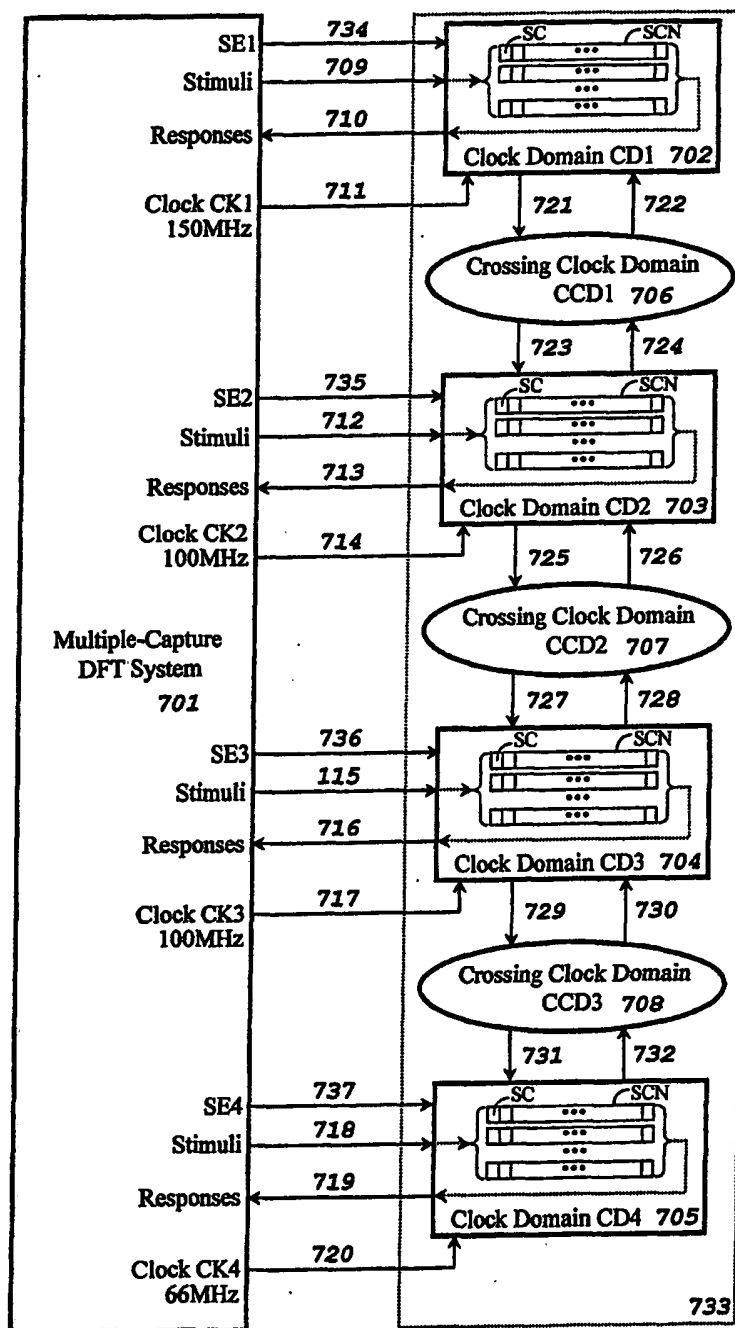 SE1 734
SC SCN
Stimuli 709
Responses 710
Clock Domain CD1 702
Clock CK1 711
150MHz
721 722
Crossing Clock Domain
CCD1 706
723 724
SE2 735
SC SCN
Stimuli 712
Responses 713
Clock Domain CD2 703
Clock CK2 714
100MHz
725 726
Crossing Clock Domain
CCD2 707
Multiple-Capture
DFT System
701
727 728
SE3 736
SC SCN
Stimuli 115
Responses 716
Clock Domain CD3 704
Clock CK3 717
100MHz
729 730
Crossing Clock Domain
CCD3 708
731 732
SE4 737
SC SCN
Stimuli 718
Responses 719
Clock Domain CD4 705
Clock CK4 720
66MHz
733